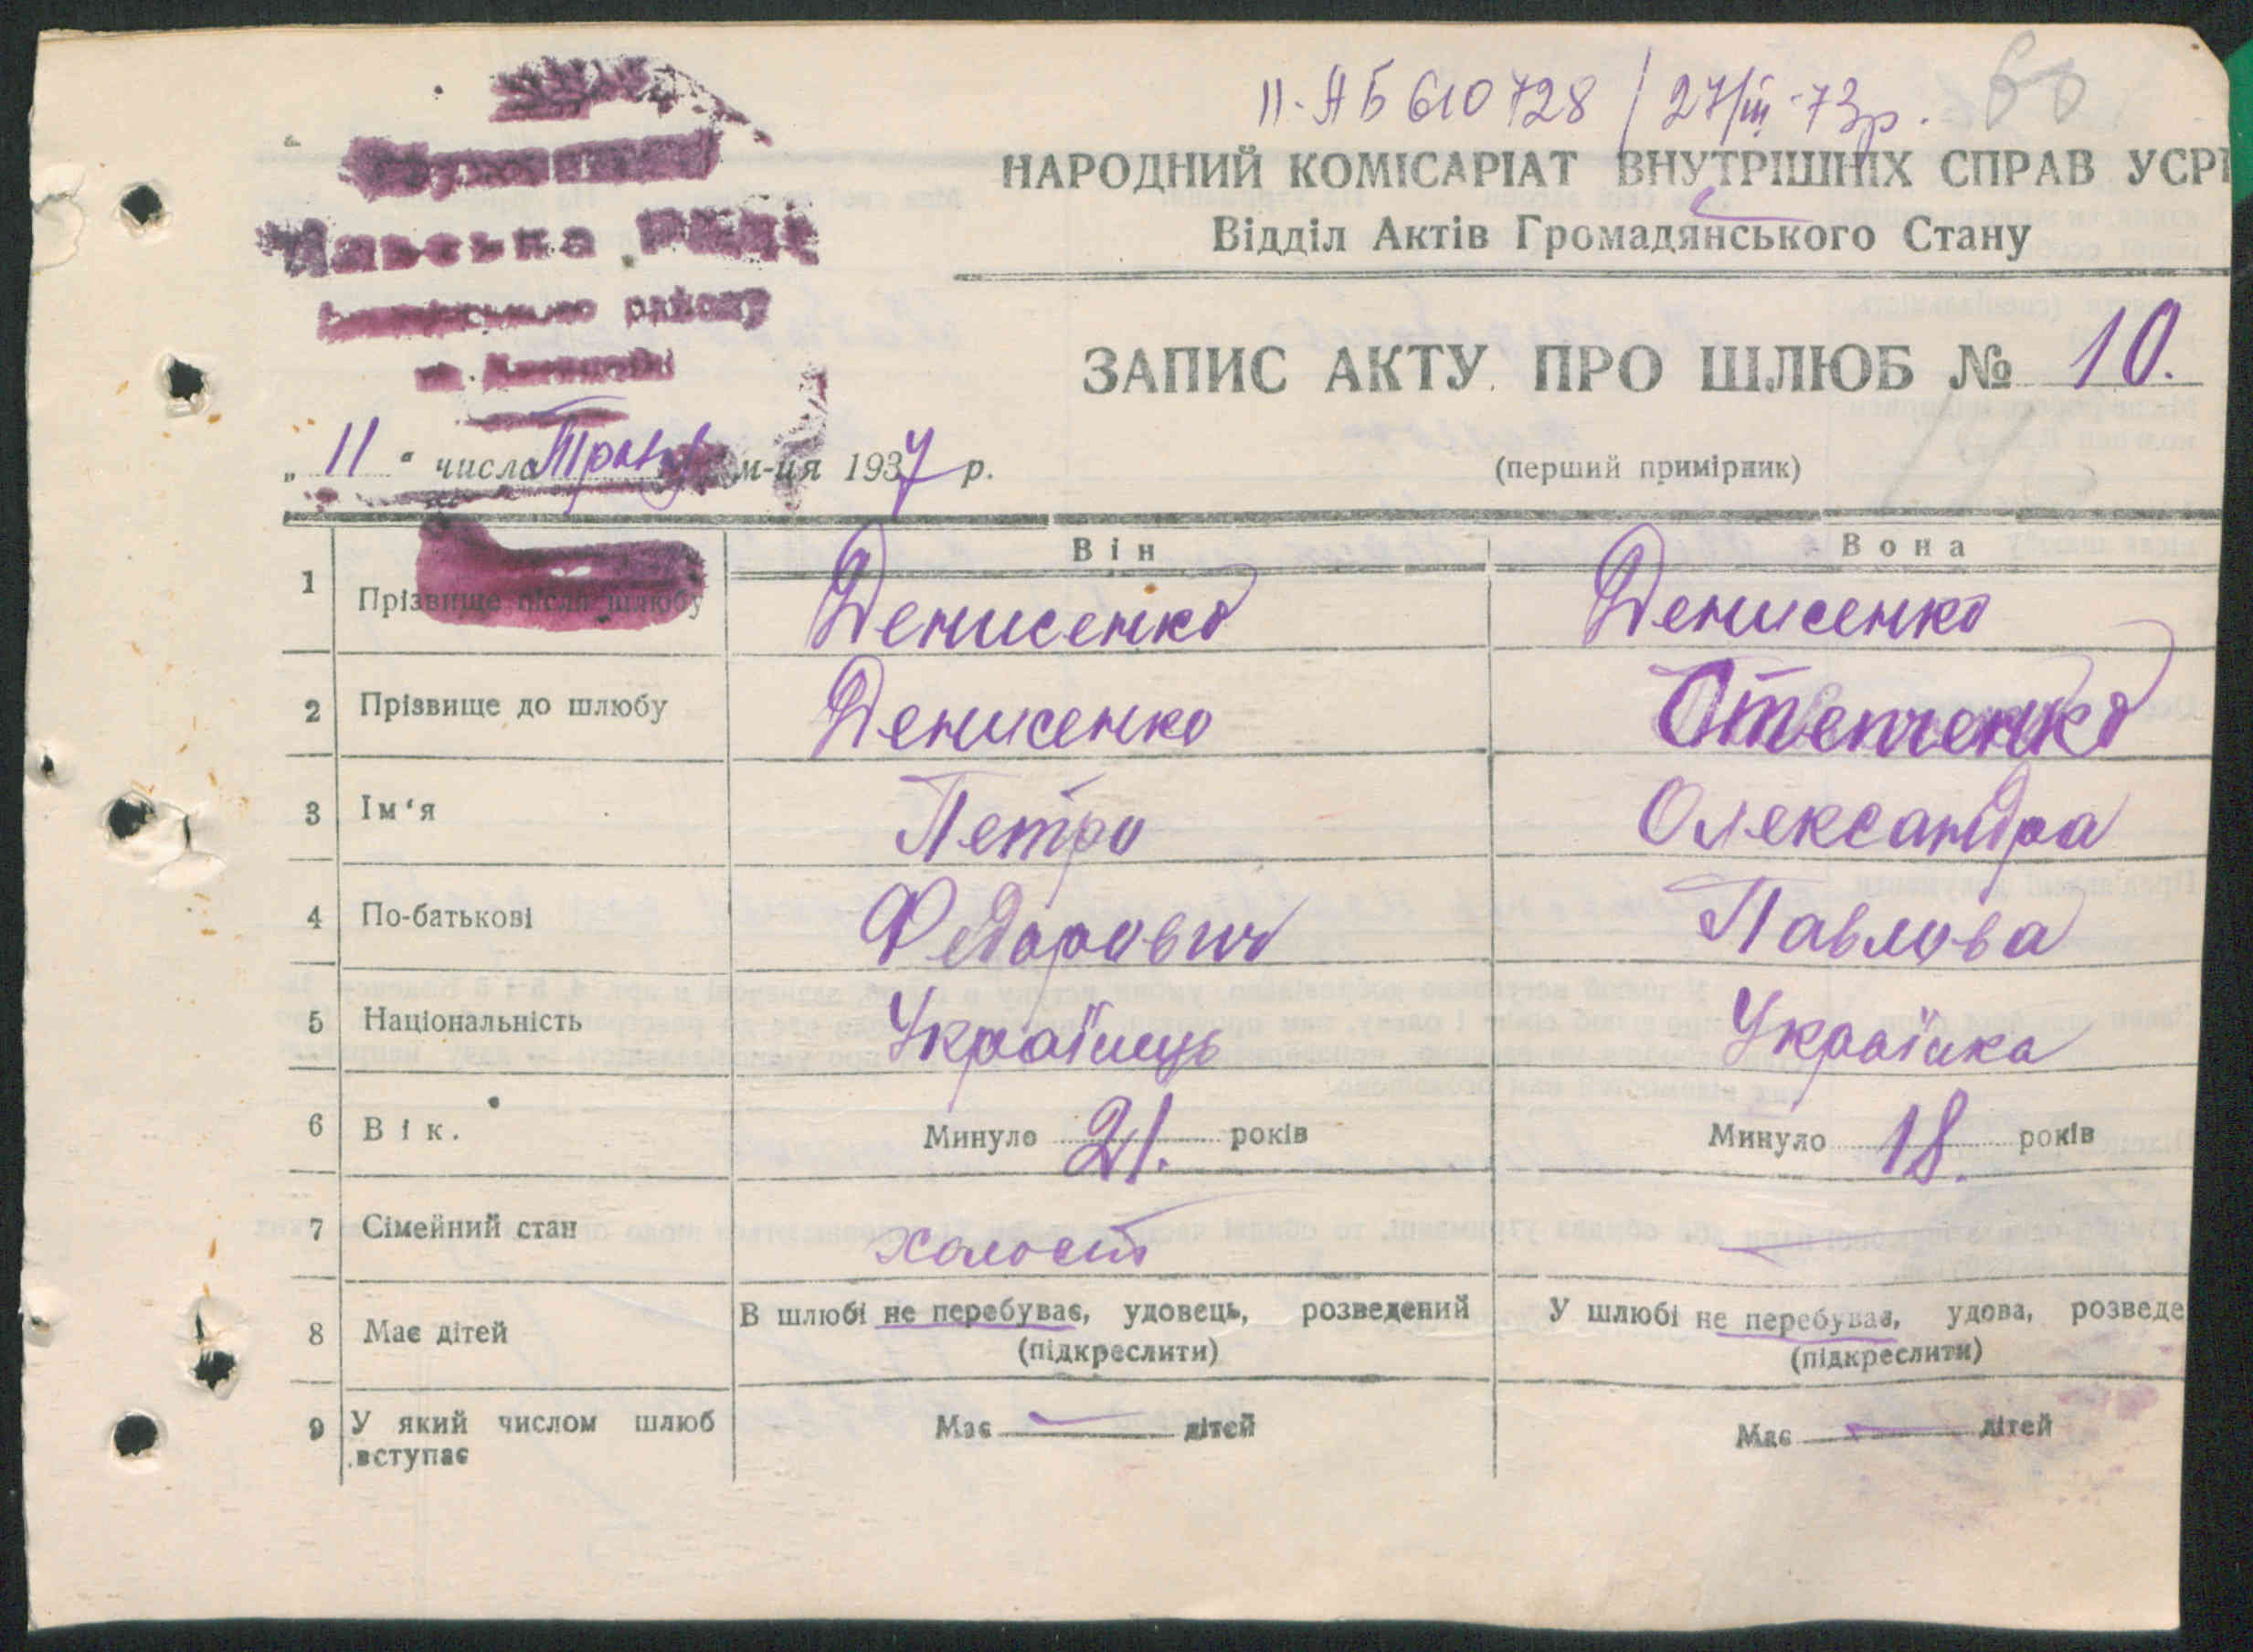 II-АБ 610728 / 27/III-73р.
60
НАРОДНИЙ КОМІСАРІАТ ВНУТРІШНІХ СПРАВ УСР
Відділ Актів Громадянського Стану
району
ЗАПИС АКТУ ПРО ШЛЮБ № 10.
„ 11 “ числа Травня м-ця 1937 р.
(перший примірник)
Він Вона
1 Прізвище після шлюбу Денисенко Денисенко
2 Прізвище до шлюбу Денисенко Степченко
3 Ім‘я Петро Олександра
4 По-батькові Федорович Павлова
5 Національність Українць Українка
6 Вік. Минуло 21. років Минуло 18. років
7 Сімейний стан холост —
8 Має дітей В шлюбі не перебуває, удовець, розведений У шлюбі не перебуває, удова, розведе
(підкреслити) (підкреслити)
9 У який числом шлюб Має — дітей Має — дітей
вступає